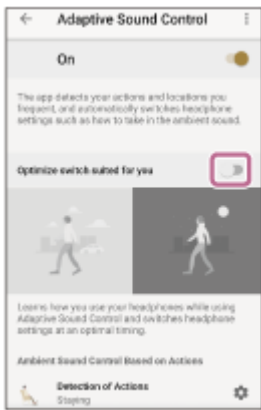 Adaptive Sound Control
On
The app detects your actions and locations you
frequent, and automatically switches headphone
settings such as how to take in the ambient sound.
Optimize switch suited for you
Learns how you use your headphones while using
Adaptive Sound Control and switches headphone
settings at an optimal timing.
Ambient Sound Control Based on Actions
Detection of Actions
Staying